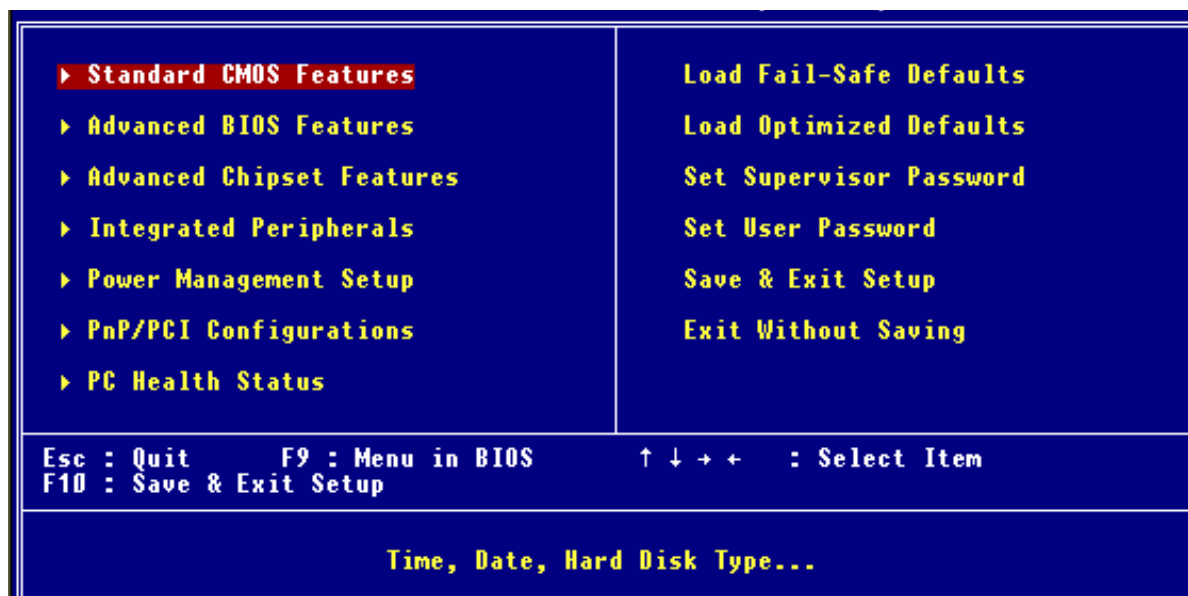 Standard CMOS Features
Advanced BIOS Features
Advanced Chipset Features
Integrated Peripherals
Power Management Setup
PnP/PCI Configurations
PC Health Status
Load Fail-Safe Defaults
Load Optimized Defaults
Set Supervisor Password
Set User Password
Save & Exit Setup
Exit Without Saving
Esc : Quit F9 : Menu in BIOS ↑ ↓ → ← : Select Item
F10 : Save & Exit Setup
Time, Date, Hard Disk Type...